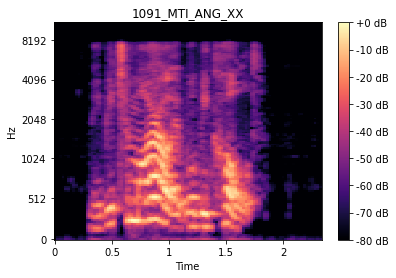 1091_MTI_ANG_XX
+0 dB
8192
-10 dB
4096
-20 dB
-30 dB
2048
Hz
-40 dB
1024
-50 dB
512
-60 dB
-70 dB
0
-80 dB
0 0.5 1 1.5 2
Time